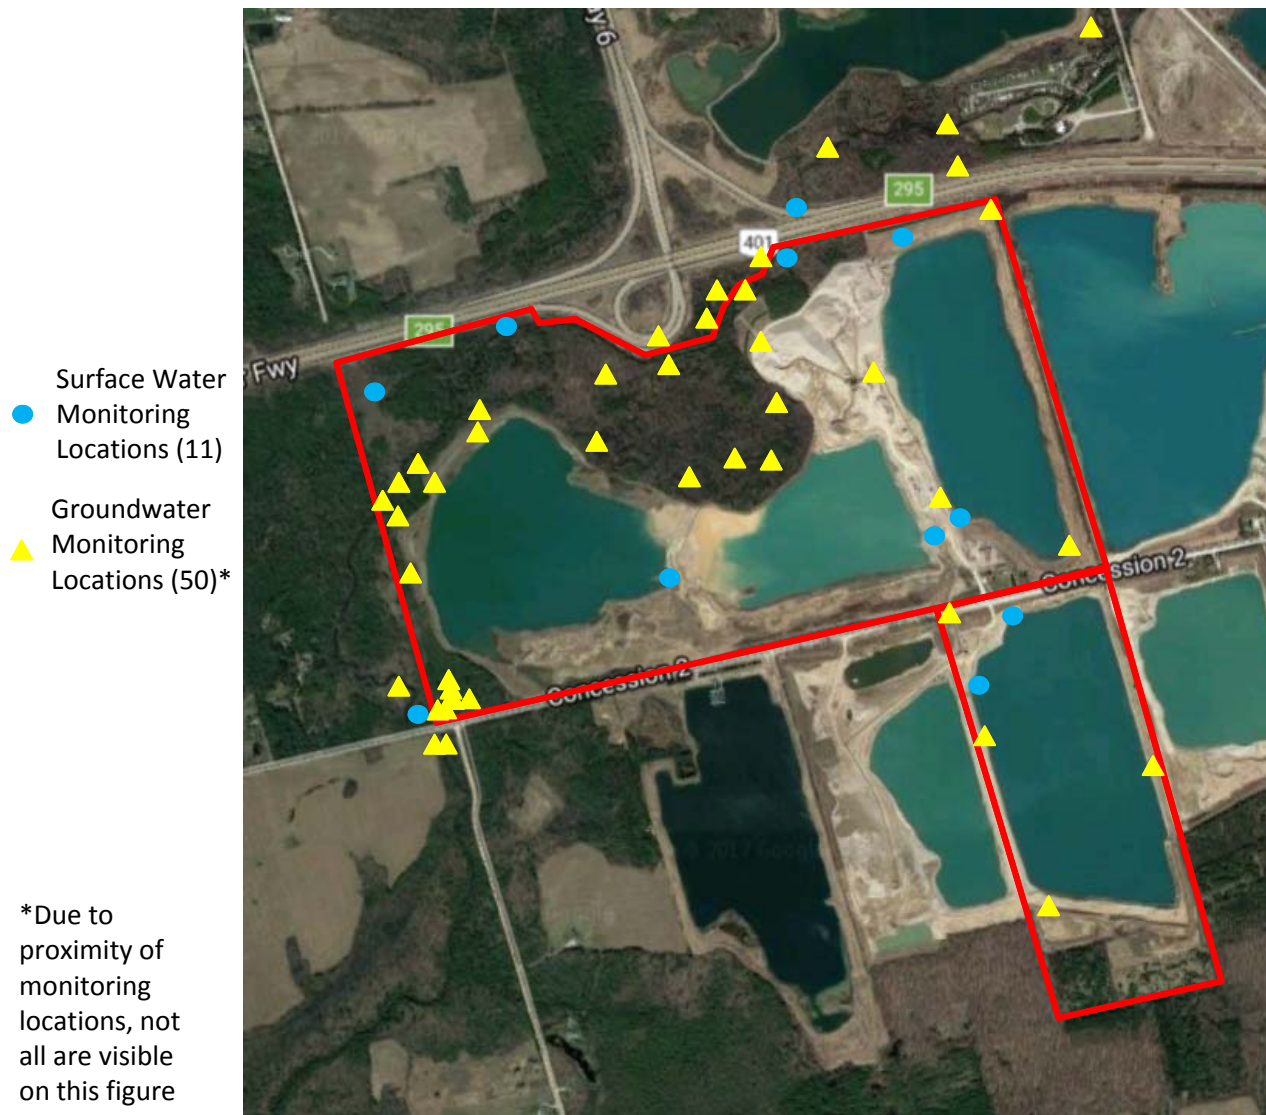 y 6
295
401
295
Fwy
Surface Water
Monitoring
Locations (11)
Groundwater
Monitoring
Locations (50)*
Concession 2
Concession 2
*Due to
proximity of
monitoring
locations, not
all are visible
on this figure